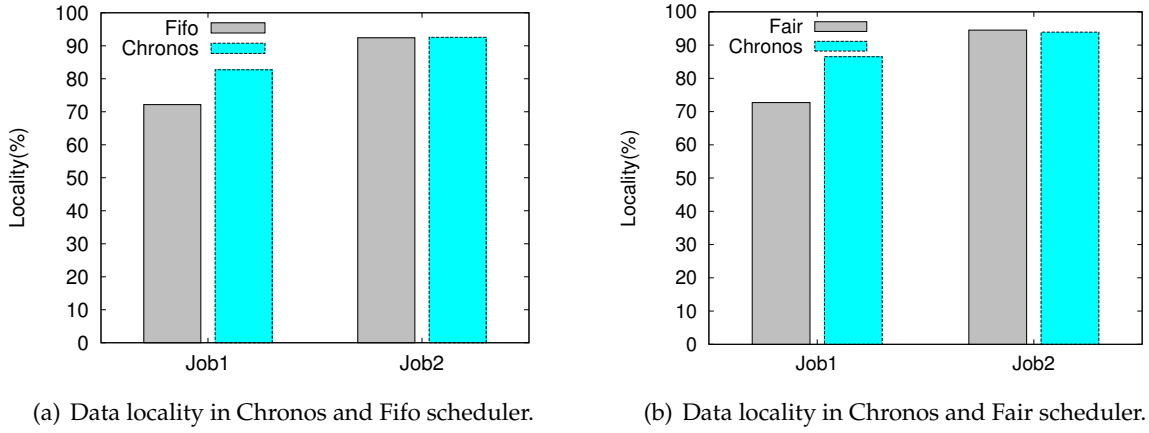 100
90
80
70
60
50
40
30
20
10
0
Locality(%)
Fifo
Chronos
Job1
Job2
(a) Data locality in Chronos and Fifo scheduler.
100
90
80
70
60
50
40
30
20
10
0
Locality(%)
Fair
Chronos
Job1
Job2
(b) Data locality in Chronos and Fair scheduler.